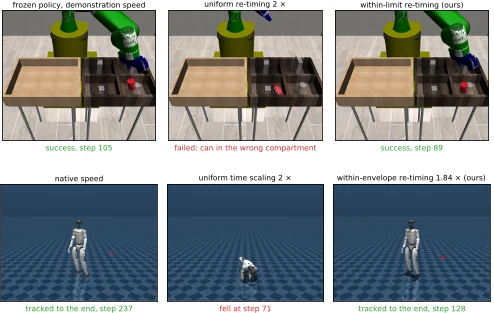 frozen policy, demonstration speed
uniform re-timing 2 ×
within-limit re-timing (ours)
success, step 105
failed: can in the wrong compartment
success, step 89
native speed
uniform time scaling 2 ×
within-envelope re-timing 1.84 × (ours)
tracked to the end, step 237
fell at step 71
tracked to the end, step 128